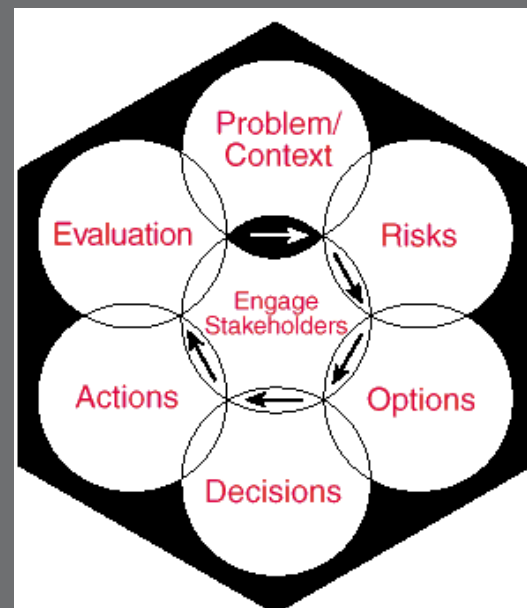 Problem/
Context
Evaluation
Risks
Engage
Stakeholders
Actions
Options
Decisions